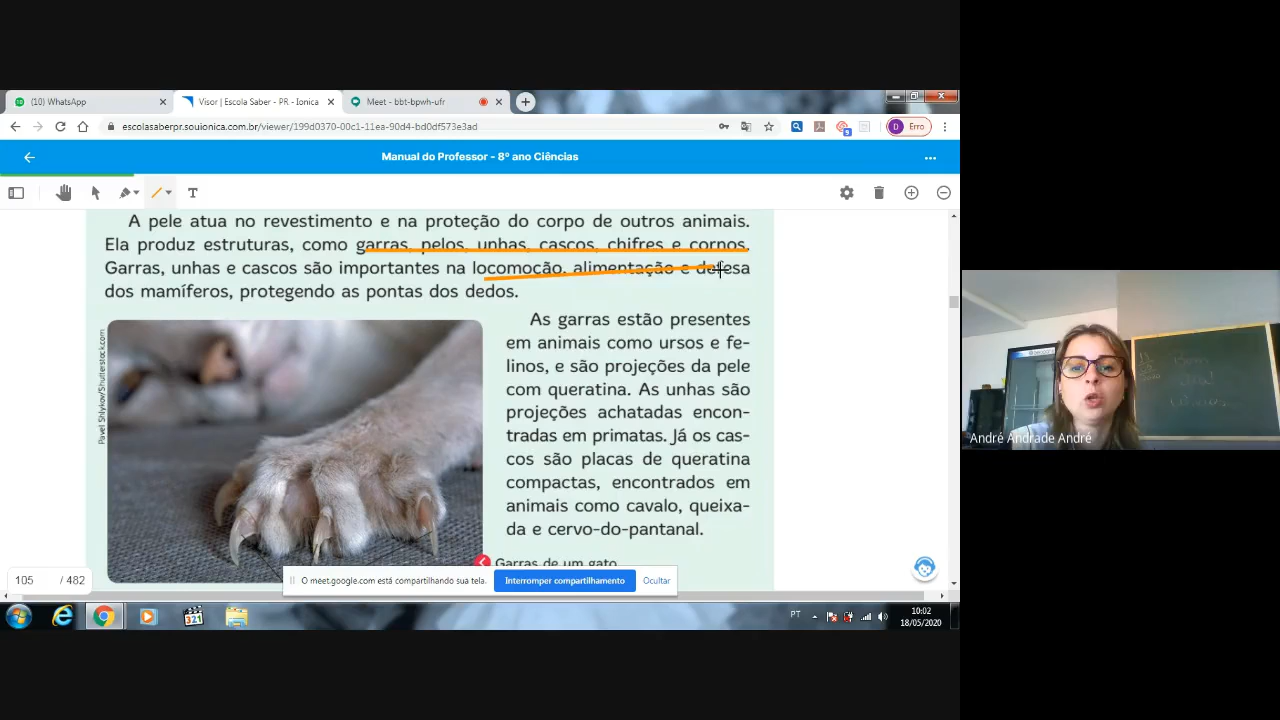 (10) WhatsApp
Visor | Escola Saber - PR - Ionica
Meet - bbt-bpwh-ufr
escolasaberpr.souionica.com.br/viewer/199d0370-00c1-11ea-90d4-bd0df573e3ad
D Erro
Manual do Professor - 8º ano Ciências
T
A pele atua no revestimento e na proteção do corpo de outros animais.
Ela produz estruturas, como garras, pelos, unhas, cascos, chifres e cornos.
Garras, unhas e cascos são importantes na locomoção, alimentação e defesa
dos mamíferos, protegendo as pontas dos dedos.
Pavel Shlykov/Shutterstock.com
As garras estão presentes
em animais como ursos e fe-
linos, e são projeções da pele
com queratina. As unhas são
projeções achatadas encon-
tradas em primatas. Já os cas-
cos são placas de queratina
compactas, encontrados em
animais como cavalo, queixa-
da e cervo-do-pantanal.
Garras de um gato.
105 / 482
O meet.google.com está compartilhando sua tela.
Interromper compartilhamento
Ocultar
321
PT
10:02
18/05/2020
André Andrade André